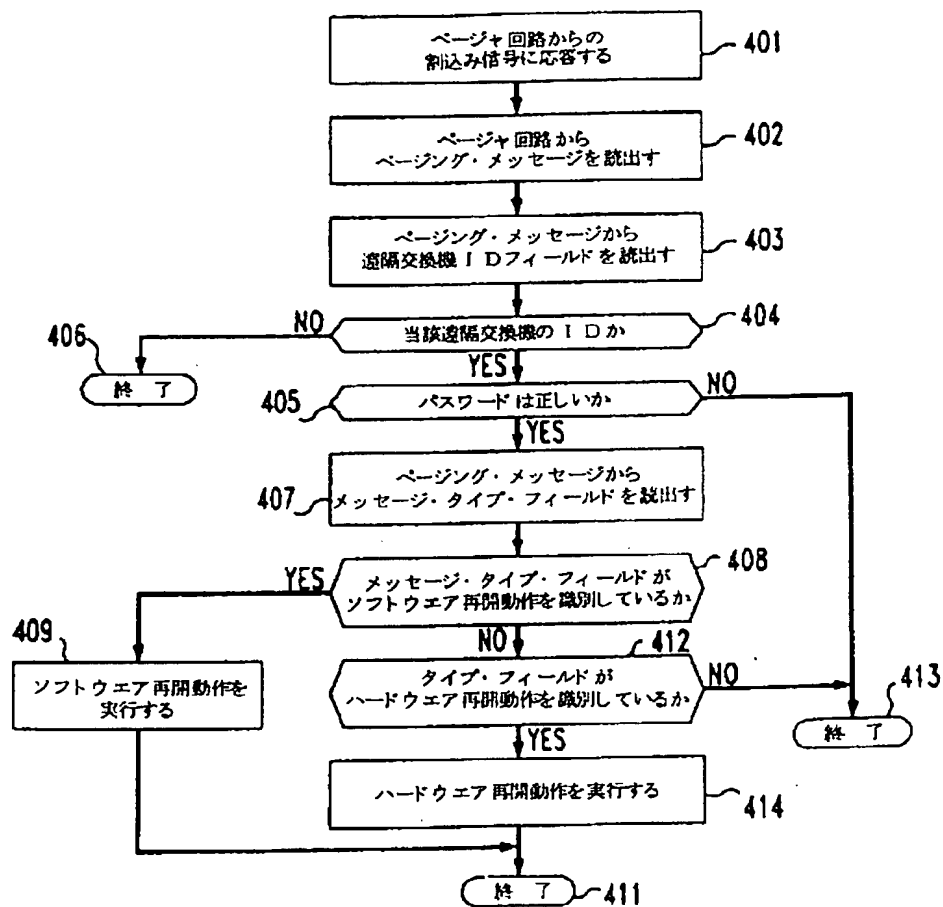 ページャ回路からの
割込み信号に応答する
401
ページャ回路から
ページング・メッセージを読出す
402
ページング・メッセージから
遠隔交換機IDフィールドを読出す
403
当該遠隔交換機のIDか
404
NO
406
終了
YES
405
パスワードは正しいか
NO
YES
ページング・メッセージから
メッセージ・タイプ・フィールドを読出す
407
408
YES
メッセージ・タイプ・フィールドが
ソフトウエア再開動作を識別しているか
409
NO
412
ソフトウエア再開動作を
実行する
タイプ・フィールドが
ハードウエア再開動作を識別しているか
NO
413
終了
YES
ハードウエア再開動作を実行する
414
終了
411